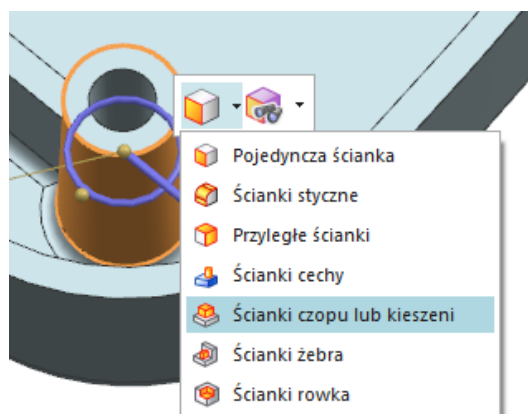 Pojedyncza ścianka
Ścianki styczne
Przyległe ścianki
Ścianki cechy
Ścianki czopu lub kieszeni
Ścianki żebra
Ścianki rowka